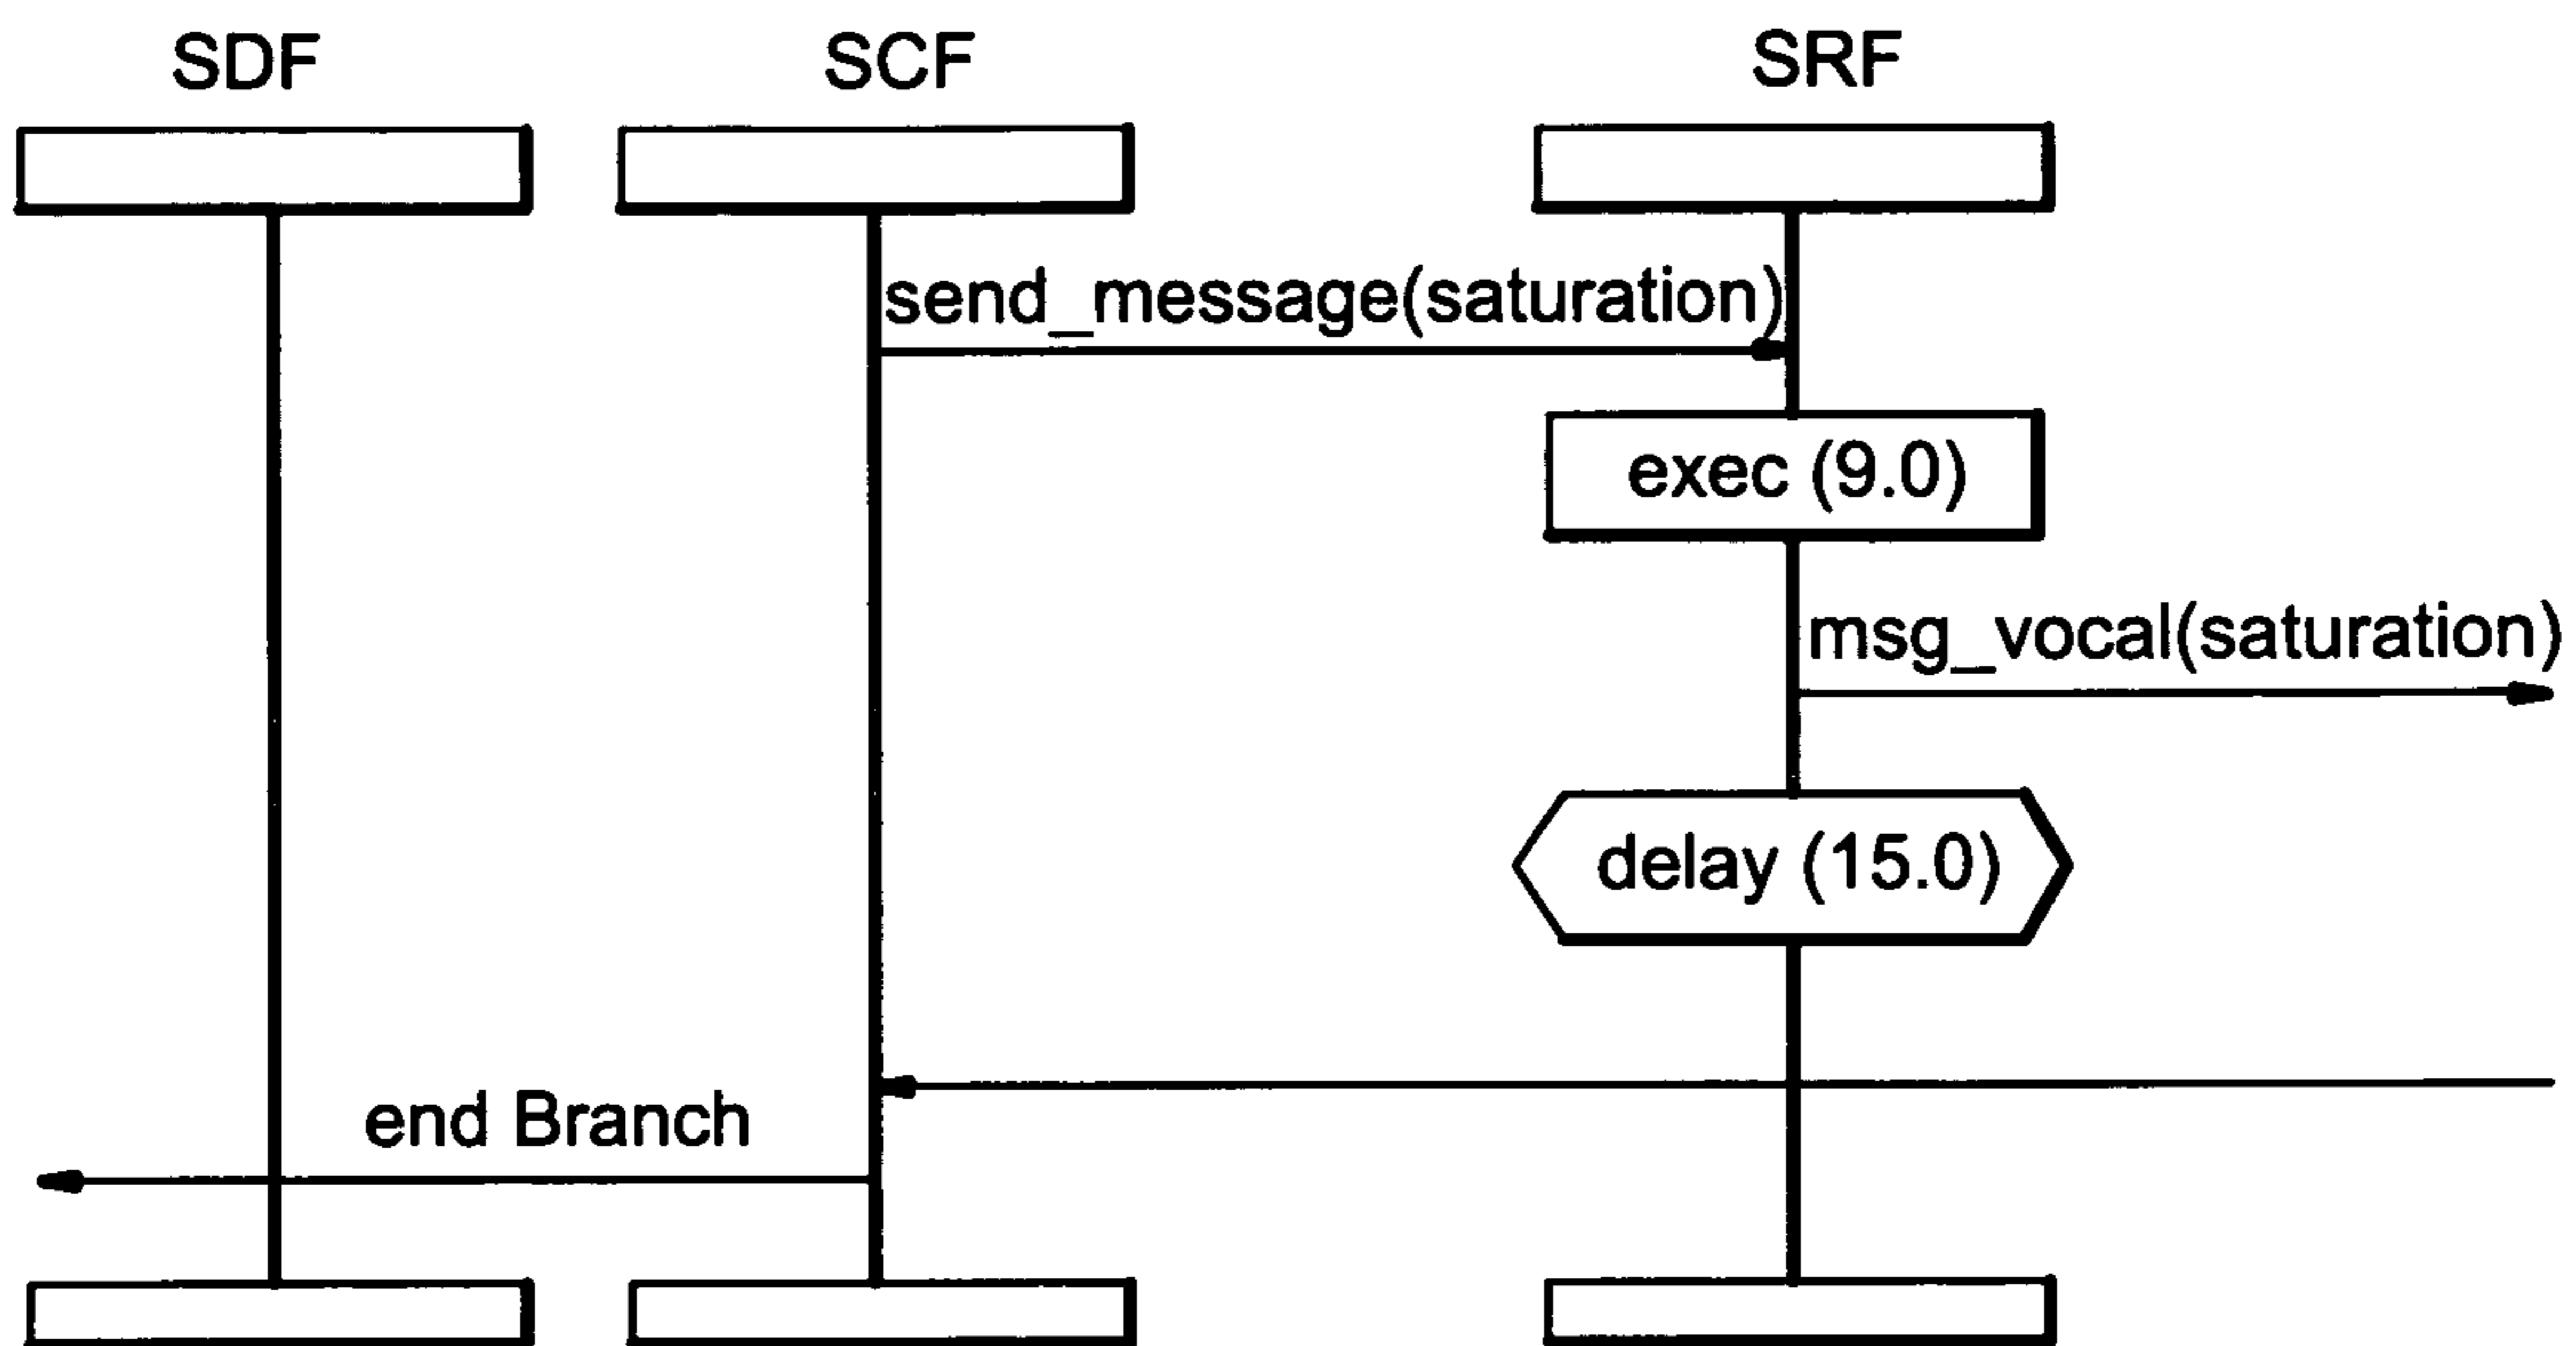 SDF
SCF
SRF
send_message(saturation)
exec (9.0)
msg_vocal(saturation)
delay (15.0)
end Branch